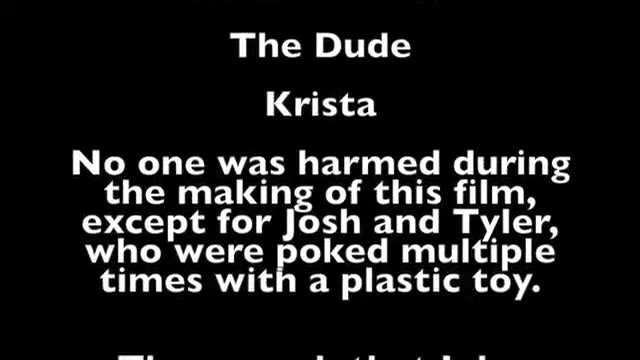 The Dude
Krista
No one was harmed during
the making of this film,
except for Josh and Tyler,
who were poked multiple
times with a plastic toy.